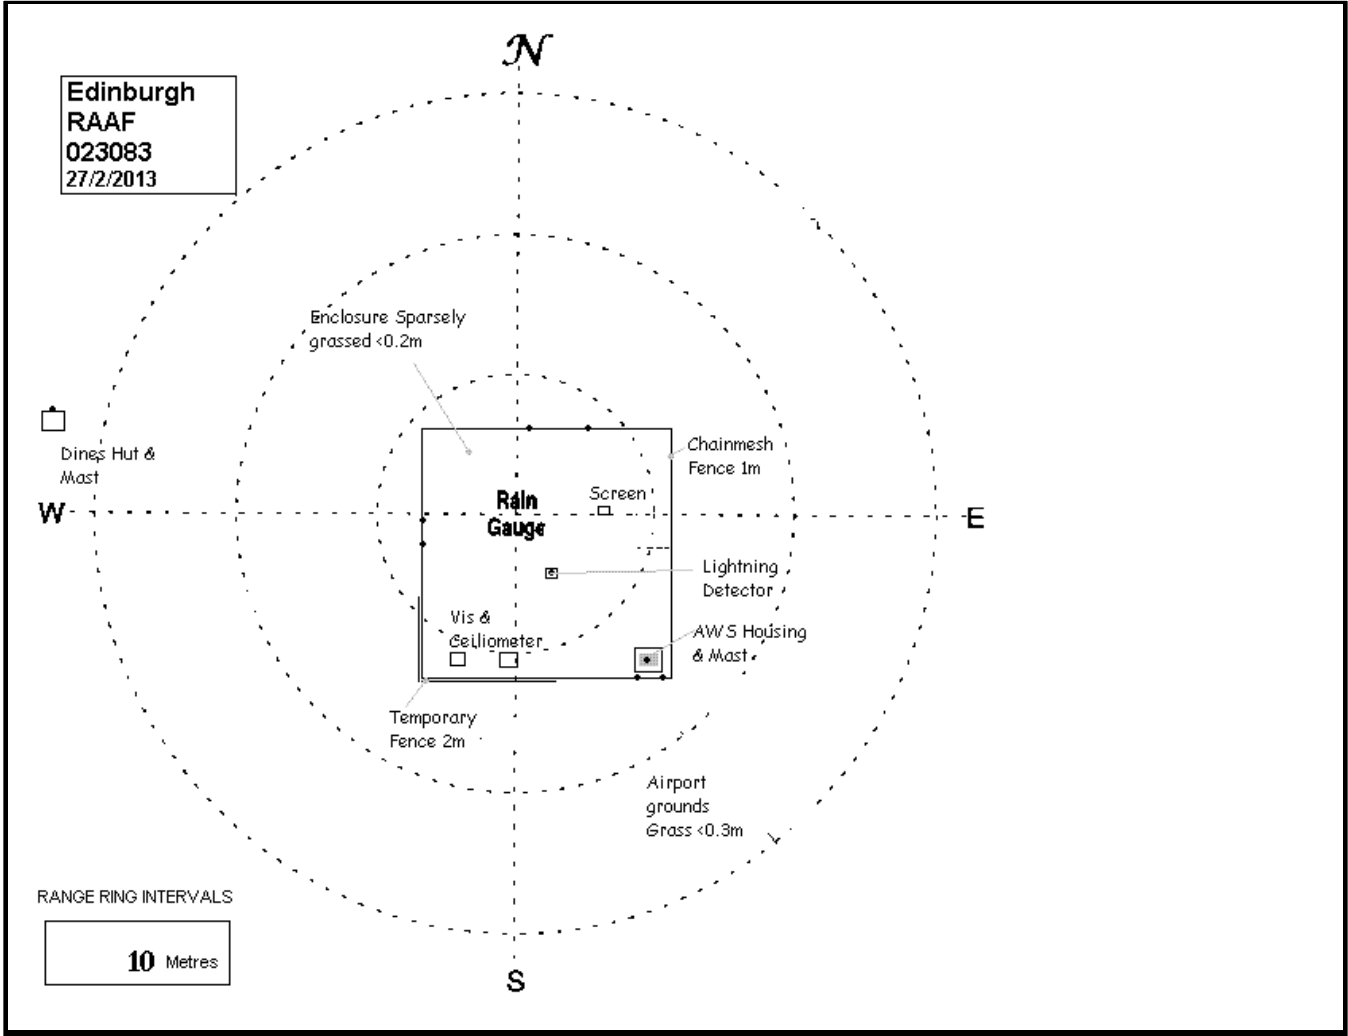 N
Edinburgh
RAAF
023083
27/2/2013
Enclosure Sparsely
grassed <0.2m
Dines Hut &
Mast
Chainmesh
Fence 1m
W
Rain
Gauge
Screen
E
Lightning
Detector
Vis &
Ceiliometer
AWS Housing
& Mast
Temporary
Fence 2m
Airport
grounds
Grass <0.3m
RANGE RING INTERVALS
10 Metres
S